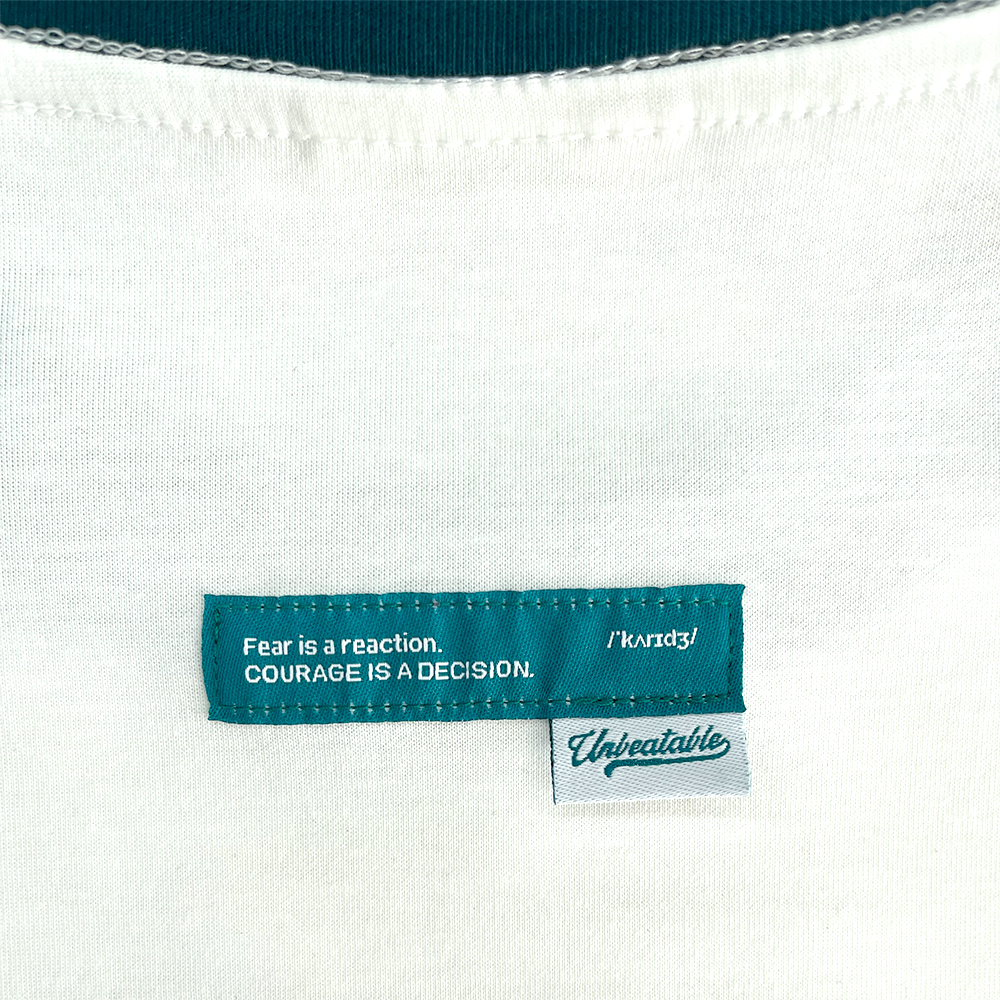 Fear is a reaction. /ˈkʌrɪdʒ/
COURAGE IS A DECISION.
Unbeatable